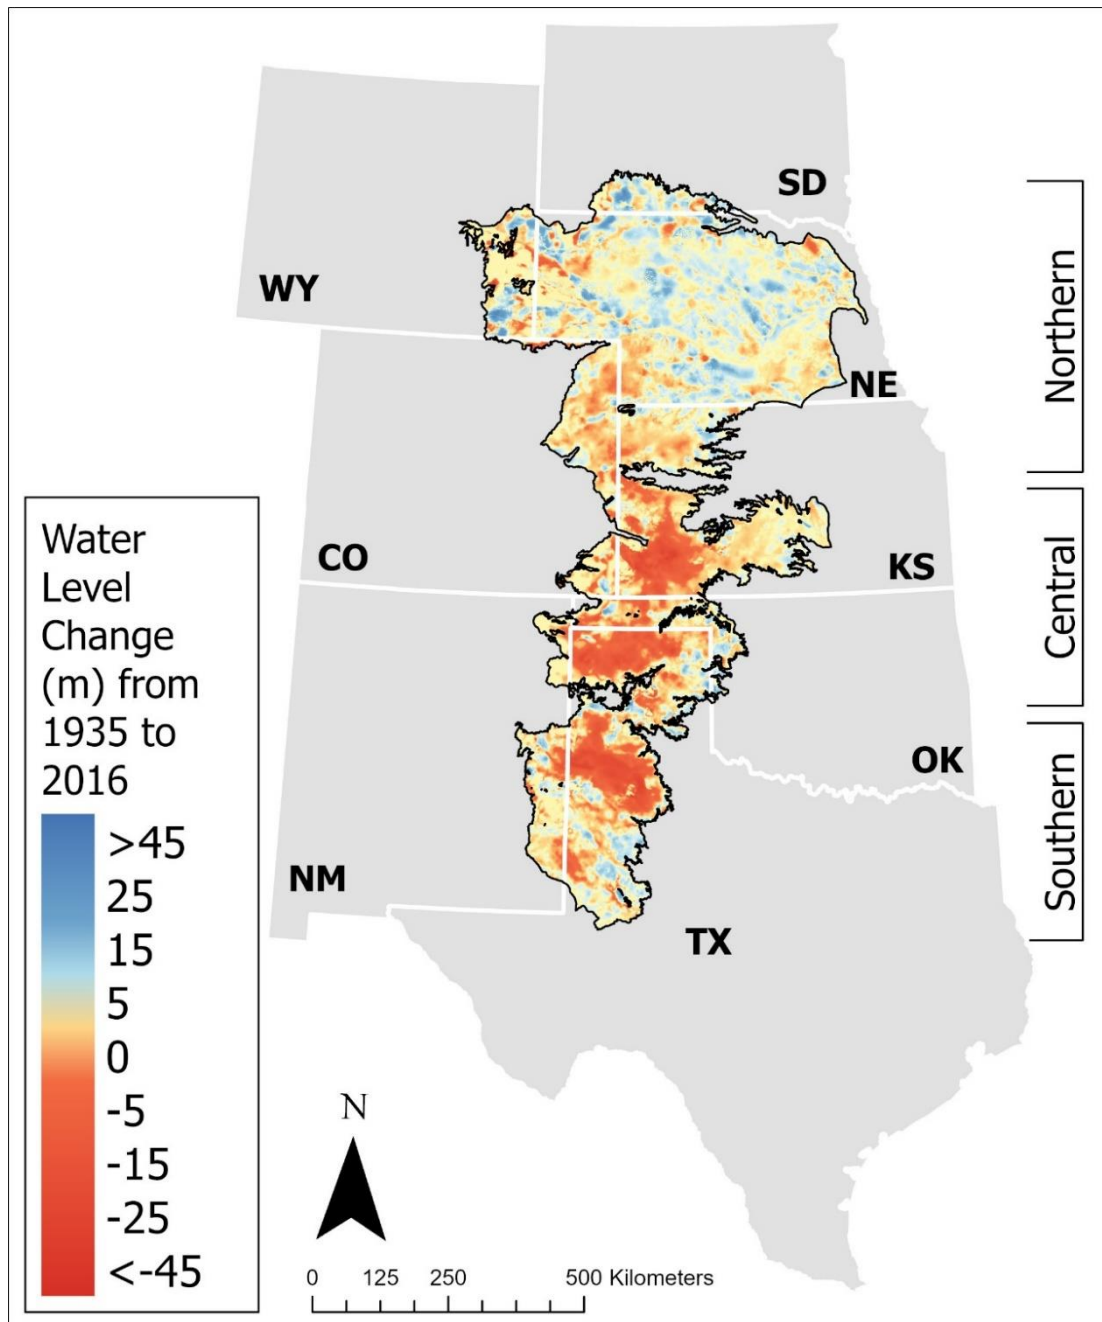 SD
WY
NE
CO
KS
NM
OK
TX
Northern
Central
Southern
Water
Level
Change
(m) from
1935 to
2016
>45
25
15
5
0
-5
-15
-25
<-45
N
0 125 250 500 Kilometers